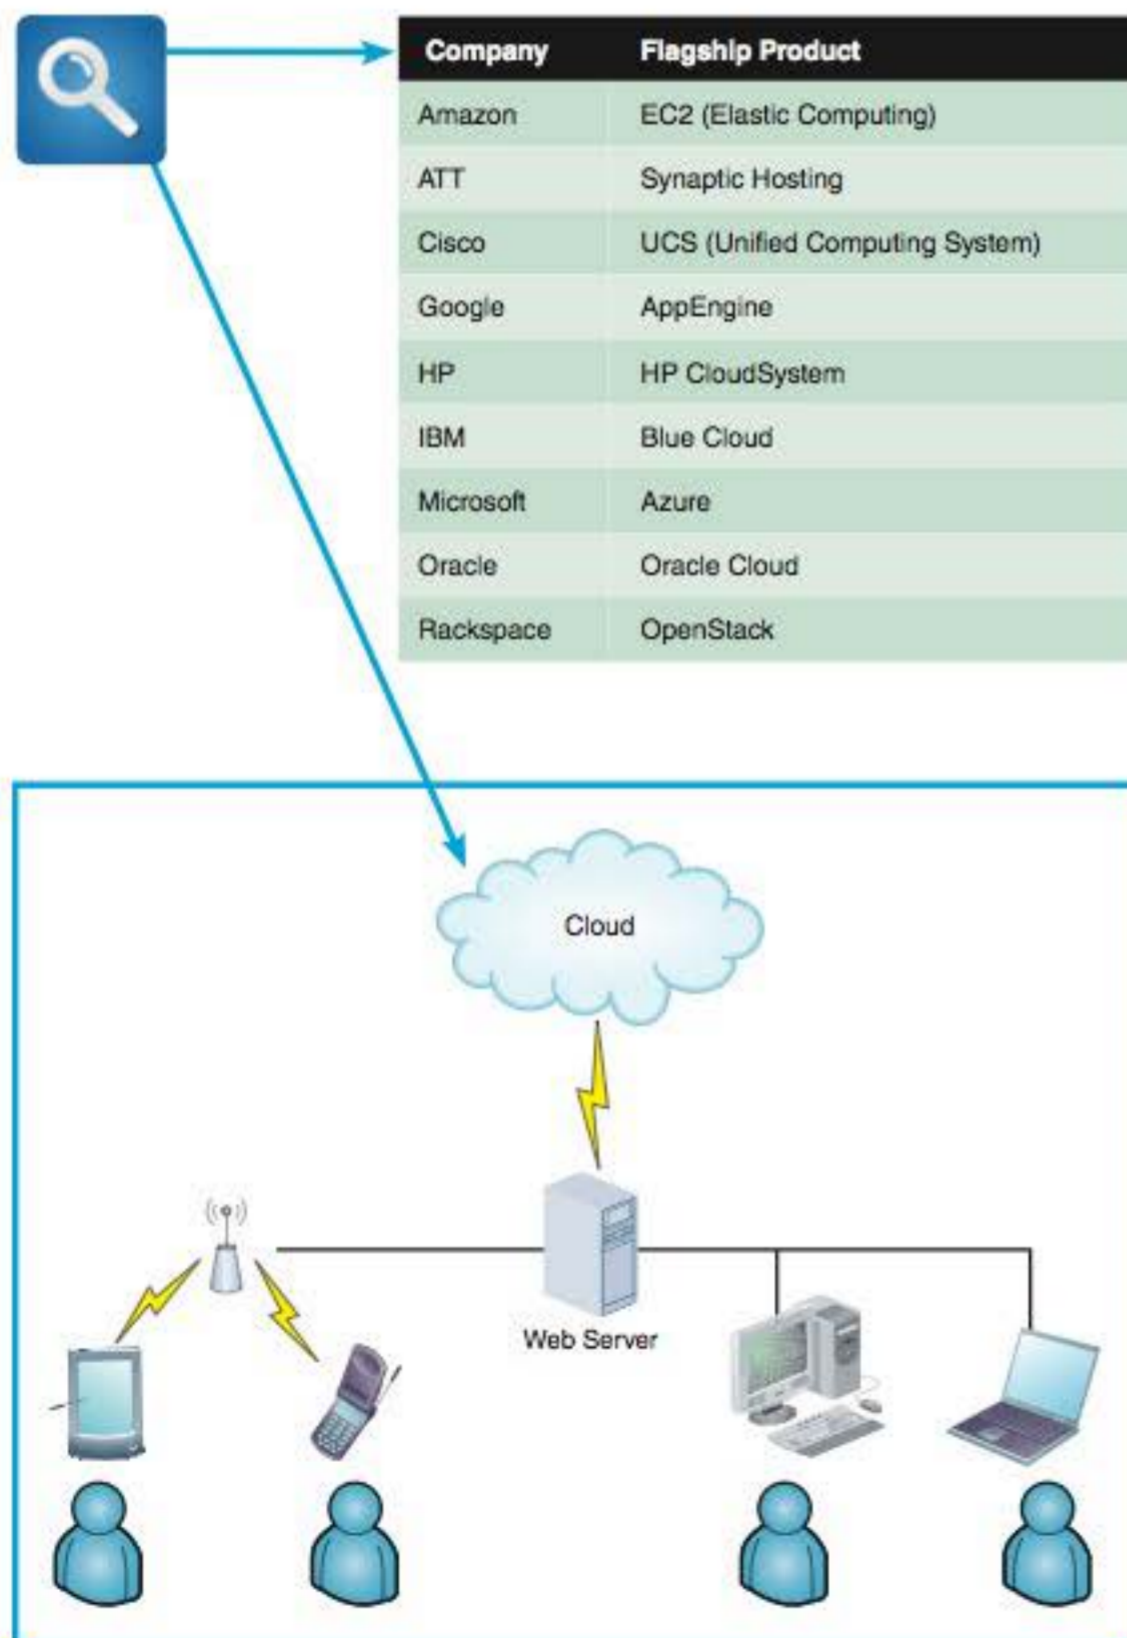 Company Flagship Product
Amazon EC2 (Elastic Computing)
ATT Synaptic Hosting
Cisco UCS (Unified Computing System)
Google AppEngine
HP HP CloudSystem
IBM Blue Cloud
Microsoft Azure
Oracle Oracle Cloud
Rackspace OpenStack
Cloud
Web Server